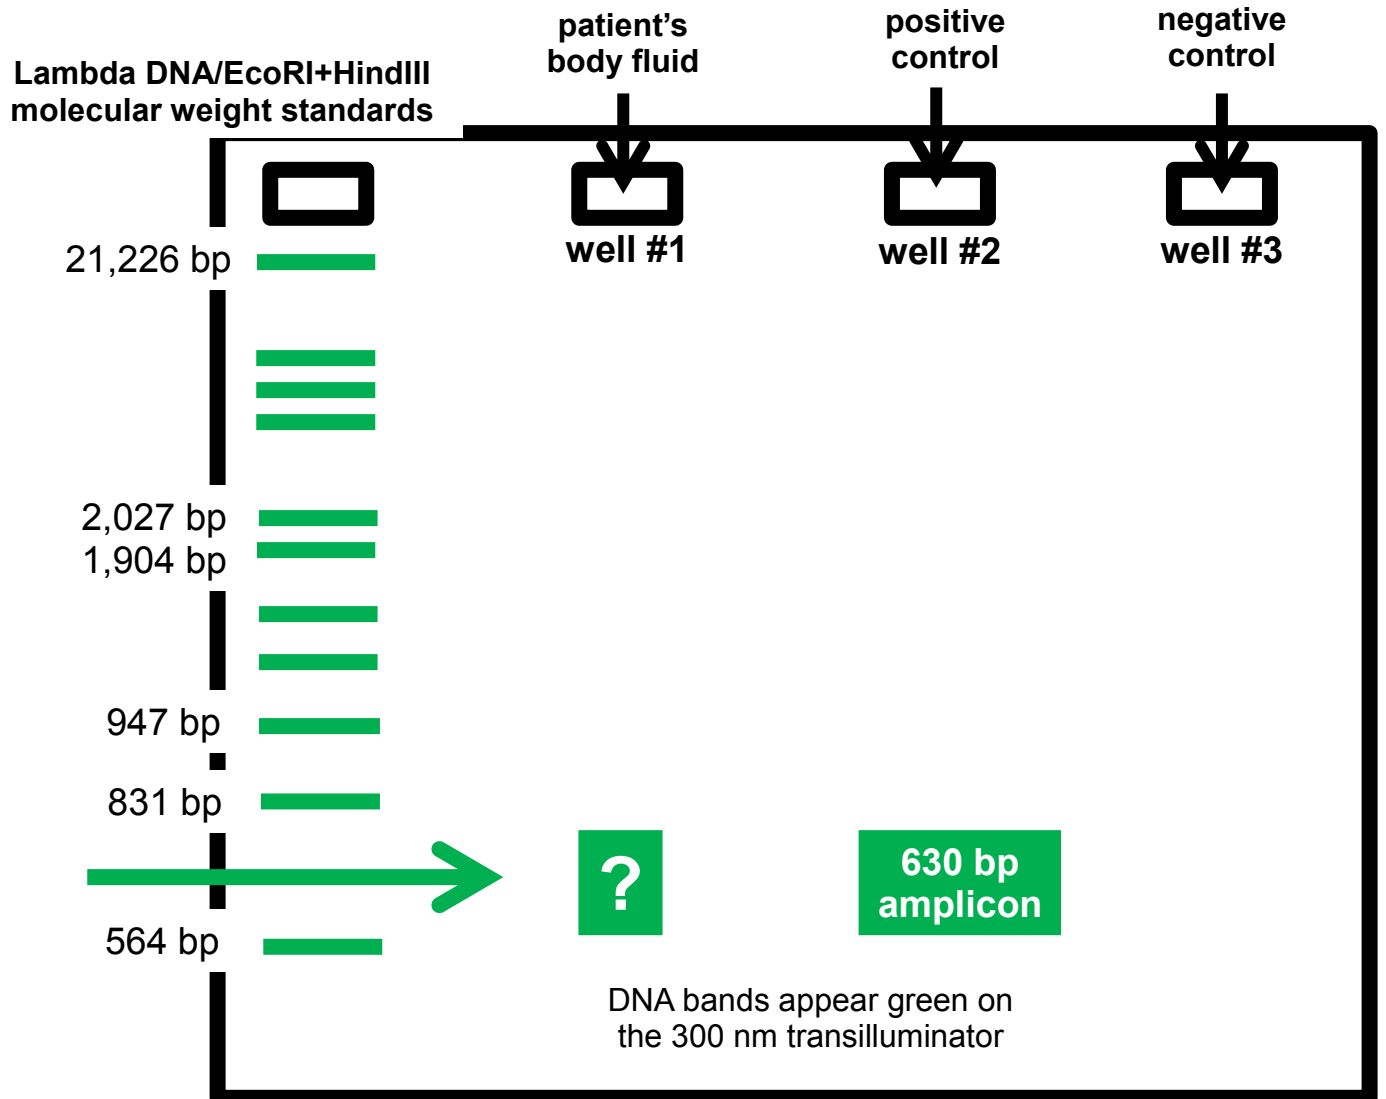 Lambda DNA/EcoRI+HindIII
molecular weight standards
patient’s
body fluid
positive
control
negative
control
well #1
well #2
well #3
21,226 bp
2,027 bp
1,904 bp
947 bp
831 bp
?
630 bp
amplicon
564 bp
DNA bands appear green on
the 300 nm transilluminator